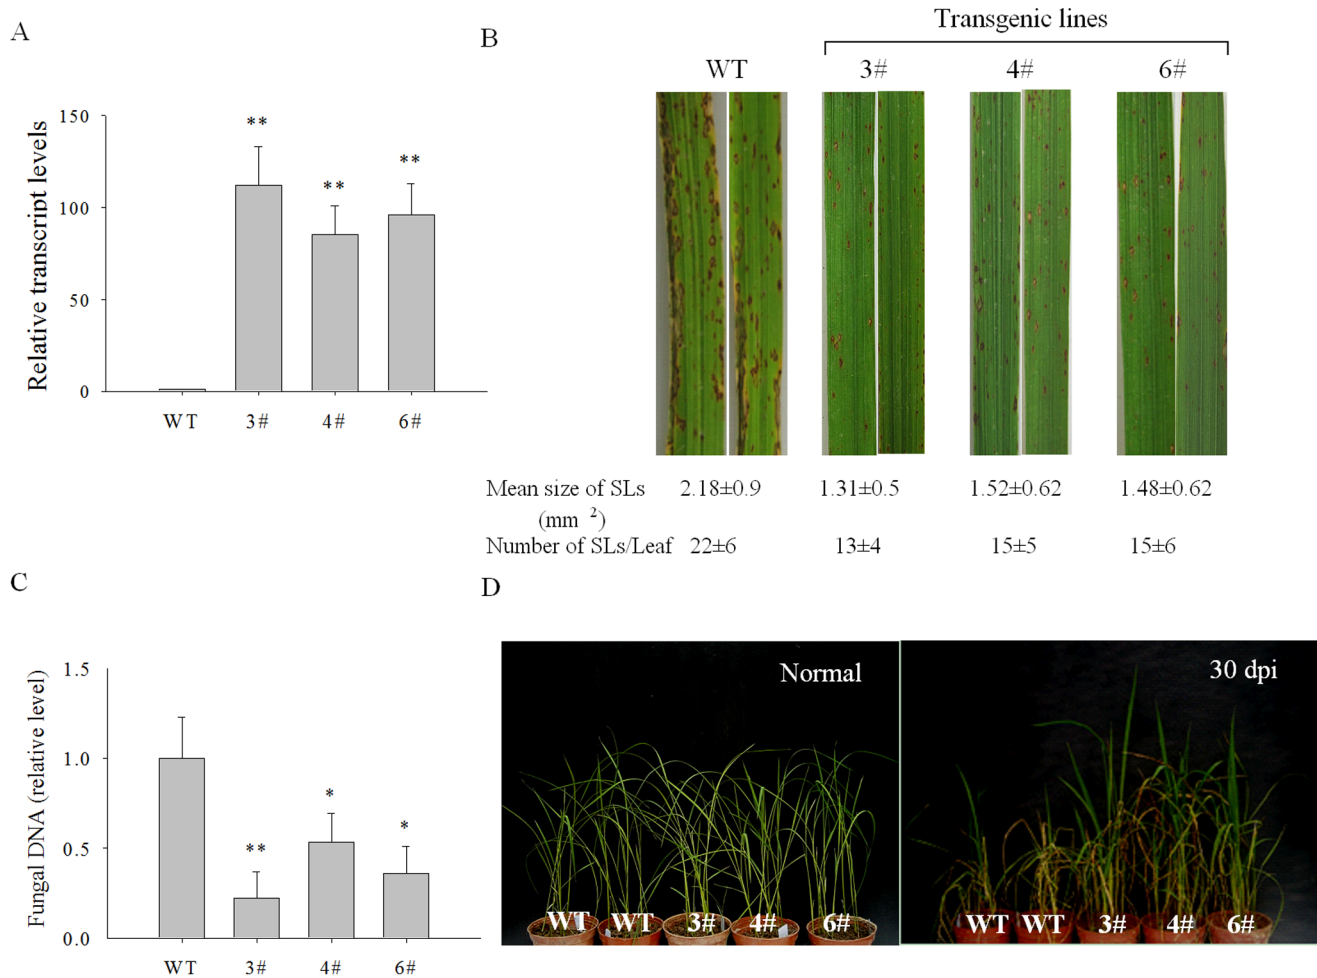 A
Relative transcript levels
150
100
50
0
**
**
**
WT 3# 4# 6#
B
Transgenic lines
WT 3# 4# 6#
Mean size of SLs 2.18±0.9 1.31±0.5 1.52±0.62 1.48±0.62
(mm 2)
Number of SLs/Leaf 22±6 13±4 15±5 15±6
C
Fungal DNA (relative level)
1.5
1.0
0.5
0.0
**
*
*
WT 3# 4# 6#
D
Normal
WT WT 3# 4# 6#
30 dpi
WT WT 3# 4# 6#